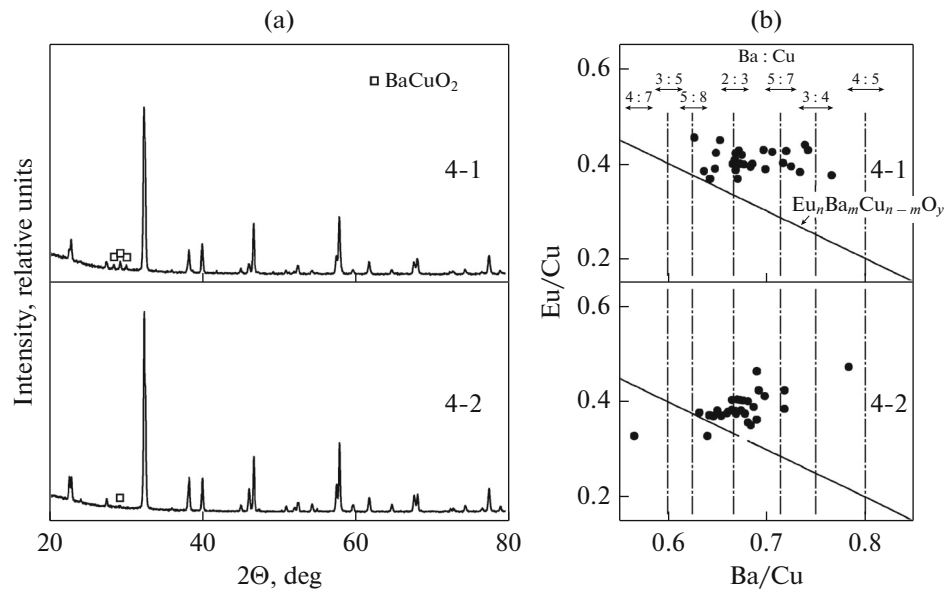 (a)
(b)
Intensity, relative units
BaCuO₂
4-1
4-2
20
40
60
80
2Θ, deg
Eu/Cu
0.6
0.4
0.2
0.6
0.4
0.2
Ba : Cu
3 : 5
2 : 3
5 : 7
4 : 5
4 : 7
5 : 8
3 : 4
4-1
EuₙBaₘCuₙ₋ₘOᵧ
4-2
0.6
0.7
0.8
Ba/Cu